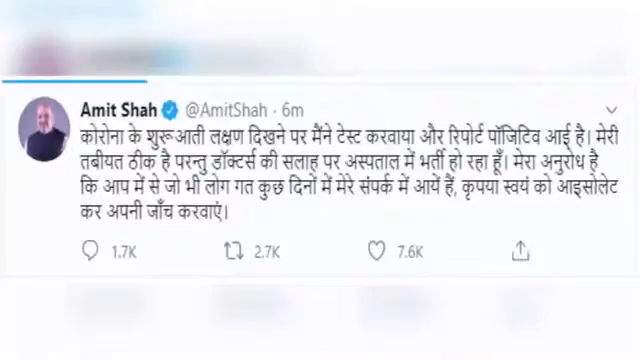 Amit Shah @AmitShah · 6m
कोरोना के शुरूआती लक्षण दिखने पर मैंने टेस्ट करवाया और रिपोर्ट पॉजिटिव आई है। मेरी
तबीयत ठीक है परन्तु डॉक्टर्स की सलाह पर अस्पताल में भर्ती हो रहा हूँ। मेरा अनुरोध है
कि आप में से जो भी लोग गत कुछ दिनों में मेरे संपर्क में आयें हैं, कृपया स्वयं को आइसोलेट
कर अपनी जाँच करवाएं।
1.7K 2.7K 7.6K